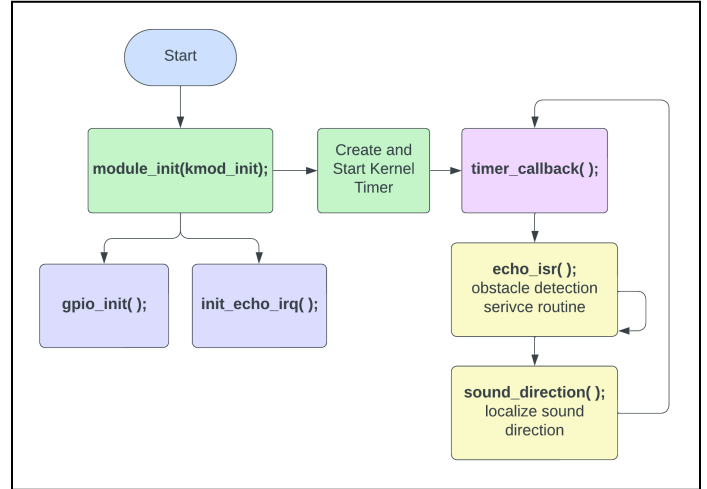 Start
module_init(kmod_init);
Create and
Start Kernel
Timer
timer_callback( );
gpio_init( );
init_echo_irq( );
echo_isr( );
obstacle detection
serivce routine
sound_direction( );
localize sound
direction